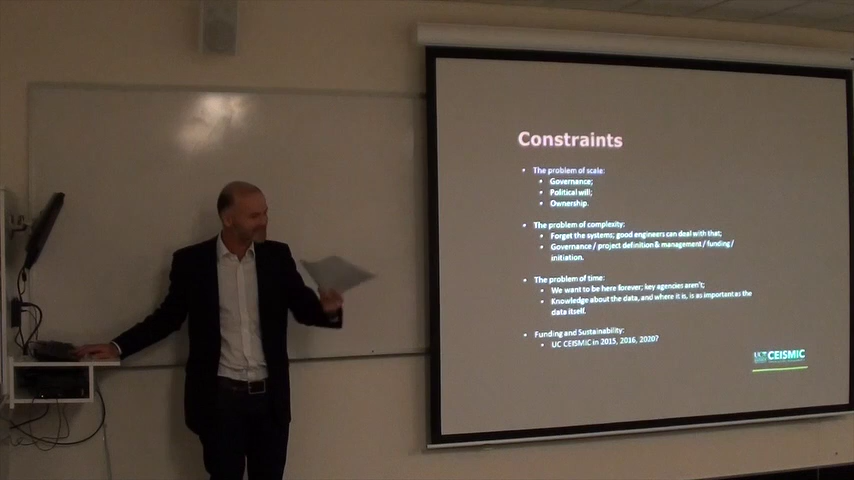 Constraints
• The problem of scale:
• Governance;
• Political will;
• Ownership.
• The problem of complexity:
• Forget the systems; good engineers can deal with that;
• Governance / project definition & management / funding /
initiation.
• The problem of time:
• We want to be here forever; key agencies aren't;
• Knowledge about the data, and where it is, is as important as the
data itself.
• Funding and Sustainability:
• UC CEISMIC in 2015, 2016, 2020?
UC CEISMIC